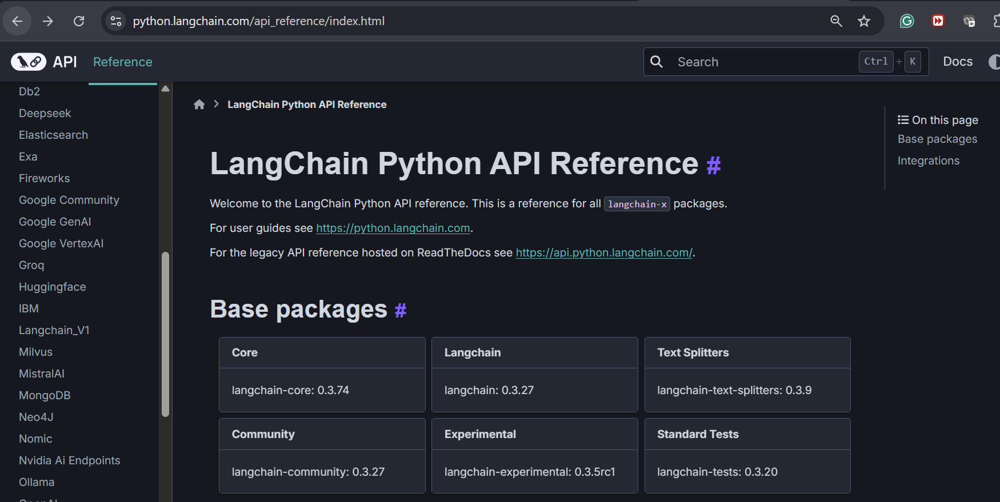 python.langchain.com/api_reference/index.html
API Reference
Search Ctrl + K Docs
Db2
Deepseek
Elasticsearch
Exa
Fireworks
Google Community
Google GenAI
Google VertexAI
Groq
Huggingface
IBM
Langchain_V1
Milvus
MistralAI
MongoDB
Neo4J
Nomic
Nvidia Ai Endpoints
Ollama
OpenAI
LangChain Python API Reference
LangChain Python API Reference #
Welcome to the LangChain Python API reference. This is a reference for all langchain-x packages.
For user guides see https://python.langchain.com.
For the legacy API reference hosted on ReadTheDocs see https://api.python.langchain.com/.
Base packages #
Core
langchain-core: 0.3.74
Langchain
langchain: 0.3.27
Text Splitters
langchain-text-splitters: 0.3.9
Community
langchain-community: 0.3.27
Experimental
langchain-experimental: 0.3.5rc1
Standard Tests
langchain-tests: 0.3.20
On this page
Base packages
Integrations